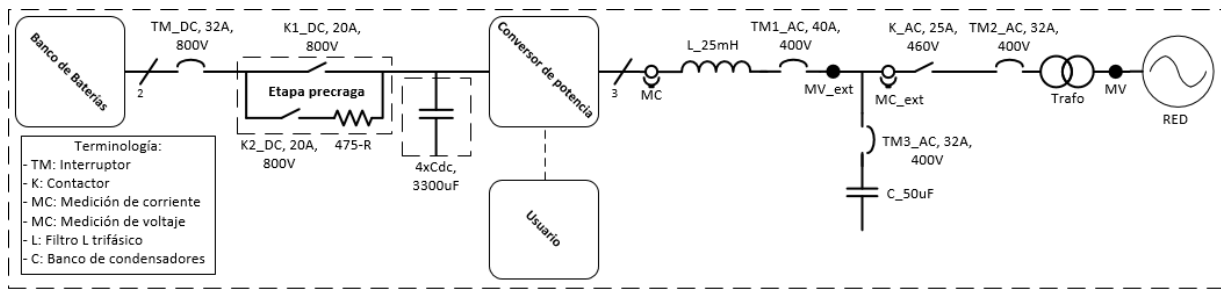 Banco de Baterías
2
TM_DC, 32A,
800V
K1_DC, 20A,
800V
Etapa precraga
K2_DC, 20A,
800V
475-R
4xCdc,
3300uF
Conversor de potencia
Usuario
3
MC
L_25mH
TM1_AC, 40A,
400V
MV_ext
MC_ext
K_AC, 25A,
460V
TM2_AC, 32A,
400V
Trafo
MV
RED
TM3_AC, 32A,
400V
C_50uF
Terminología:
- TM: Interruptor
- K: Contactor
- MC: Medición de corriente
- MC: Medición de voltaje
- L: Filtro L trifásico
- C: Banco de condensadores